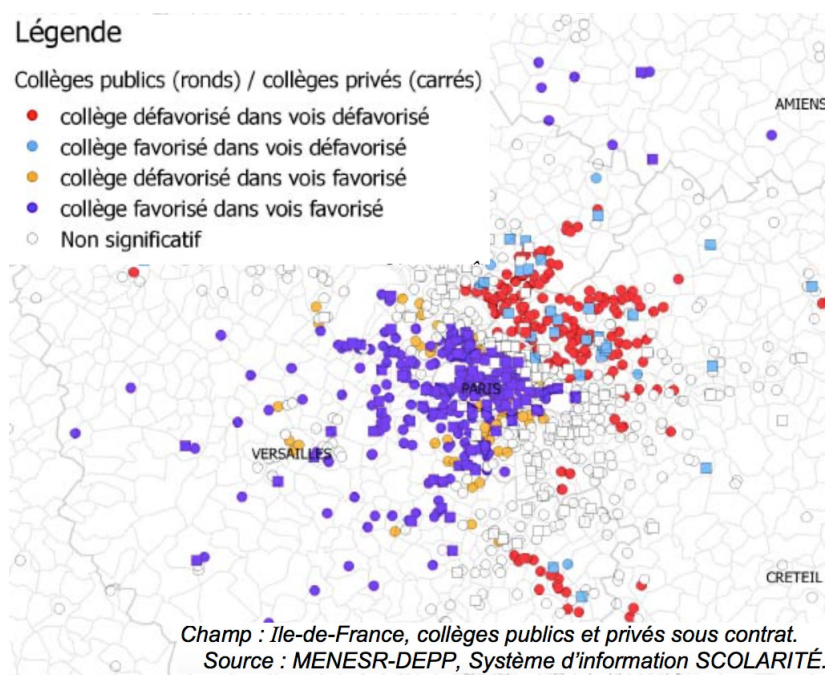 Légende
Collèges publics (ronds) / collèges privés (carrés)
collège défavorisé dans vois défavorisé
collège favorisé dans vois défavorisé
collège défavorisé dans vois favorisé
collège favorisé dans vois favorisé
Non significatif
AMIENS
PARIS
VERSAILLES
CRETEIL
Champ : Ile-de-France, collèges publics et privés sous contrat.
Source : MENESR-DEPP, Système d'information SCOLARITÉ.